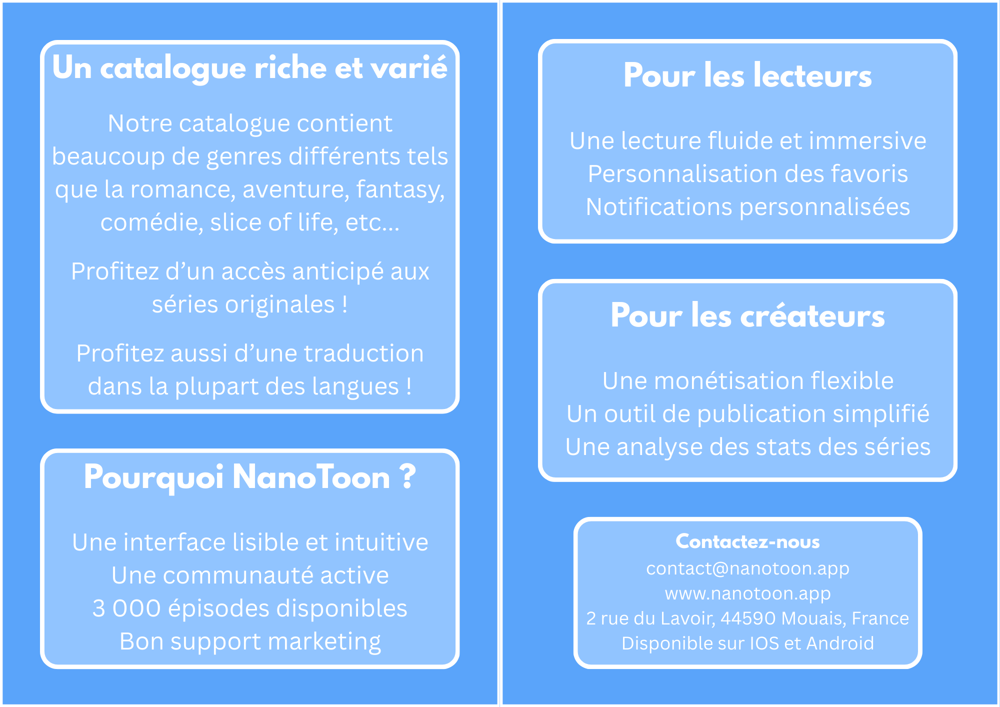 Un catalogue riche et varié
Notre catalogue contient
beaucoup de genres différents tels
que la romance, aventure, fantasy,
comédie, slice of life, etc...
Profitez d’un accès anticipé aux
séries originales !
Profitez aussi d’une traduction
dans la plupart des langues !
Pourquoi NanoToon ?
Une interface lisible et intuitive
Une communauté active
3 000 épisodes disponibles
Bon support marketing
Pour les lecteurs
Une lecture fluide et immersive
Personnalisation des favoris
Notifications personnalisées
Pour les créateurs
Une monétisation flexible
Un outil de publication simplifié
Une analyse des stats des séries
Contactez-nous
contact@nanotoon.app
www.nanotoon.app
2 rue du Lavoir, 44590 Mouais, France
Disponible sur IOS et Android